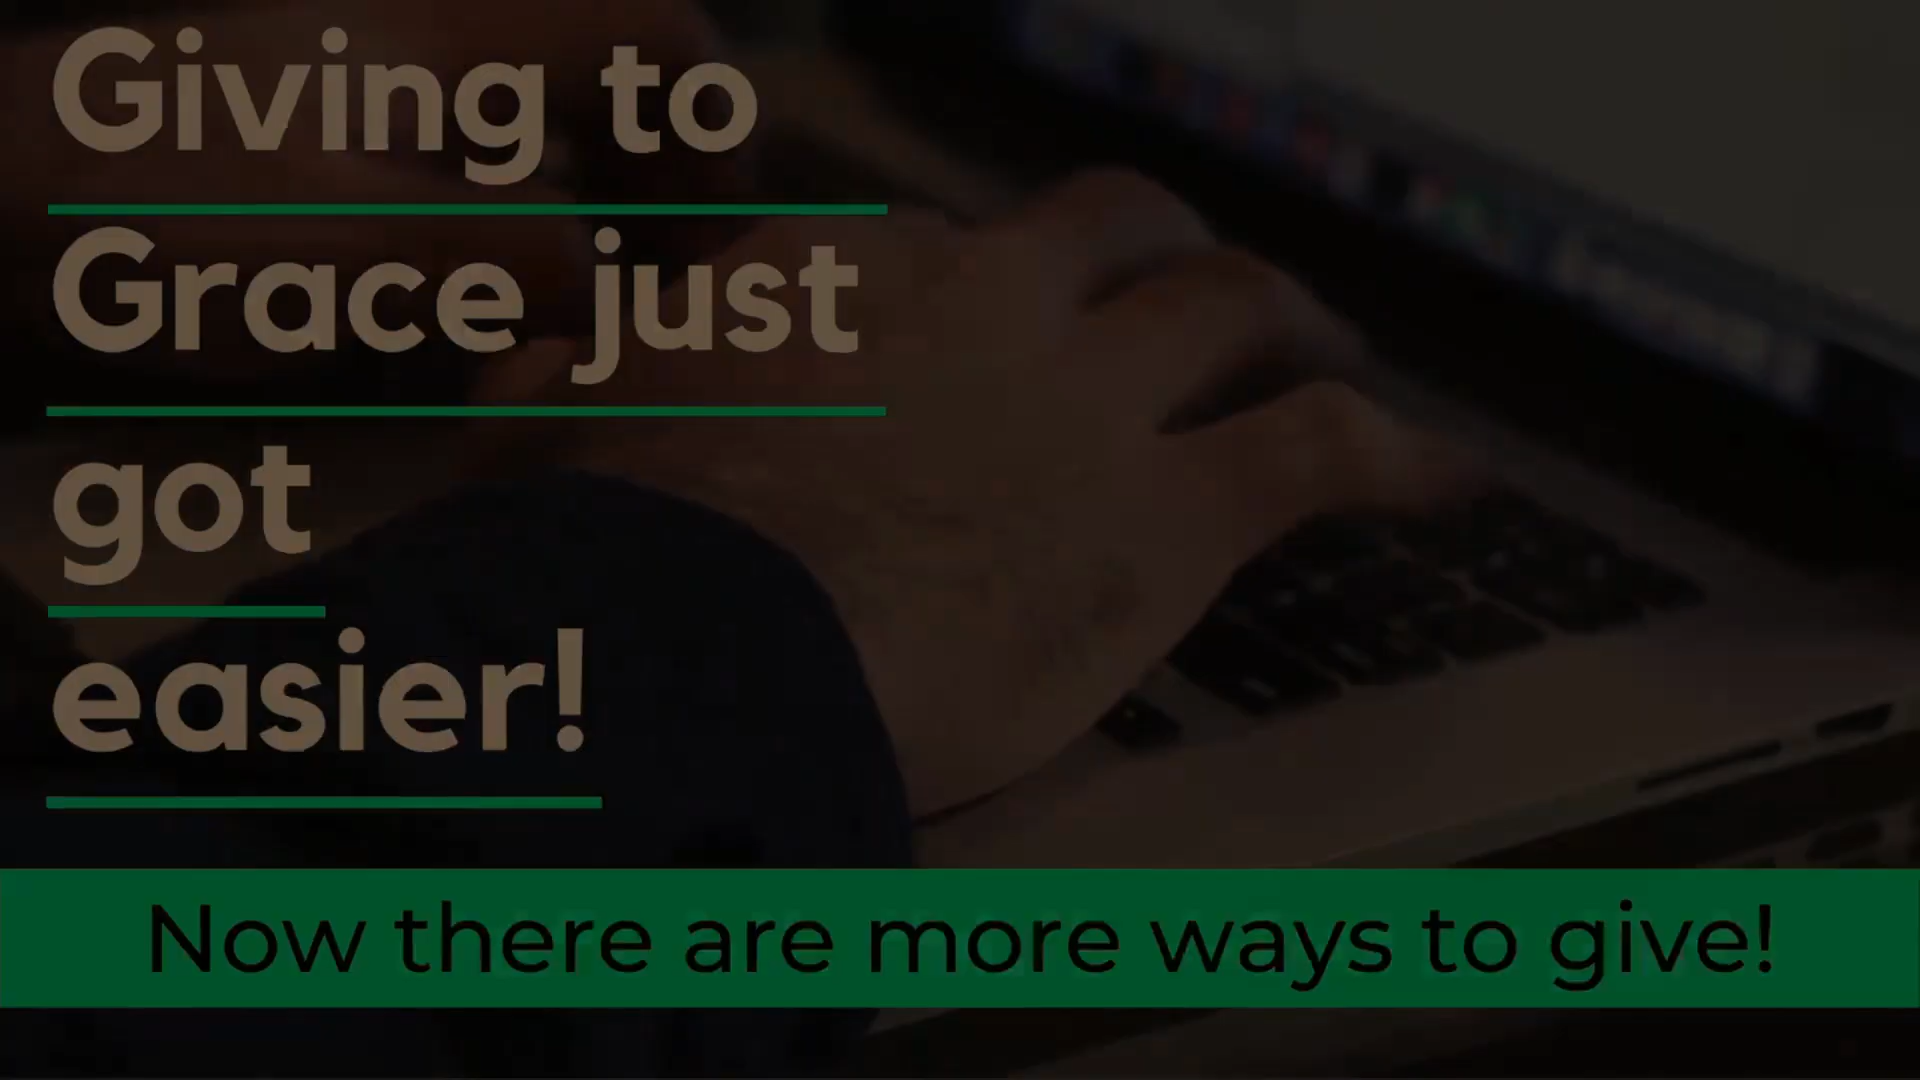 Giving to
Grace just
got
easier!
Now there are more ways to give!